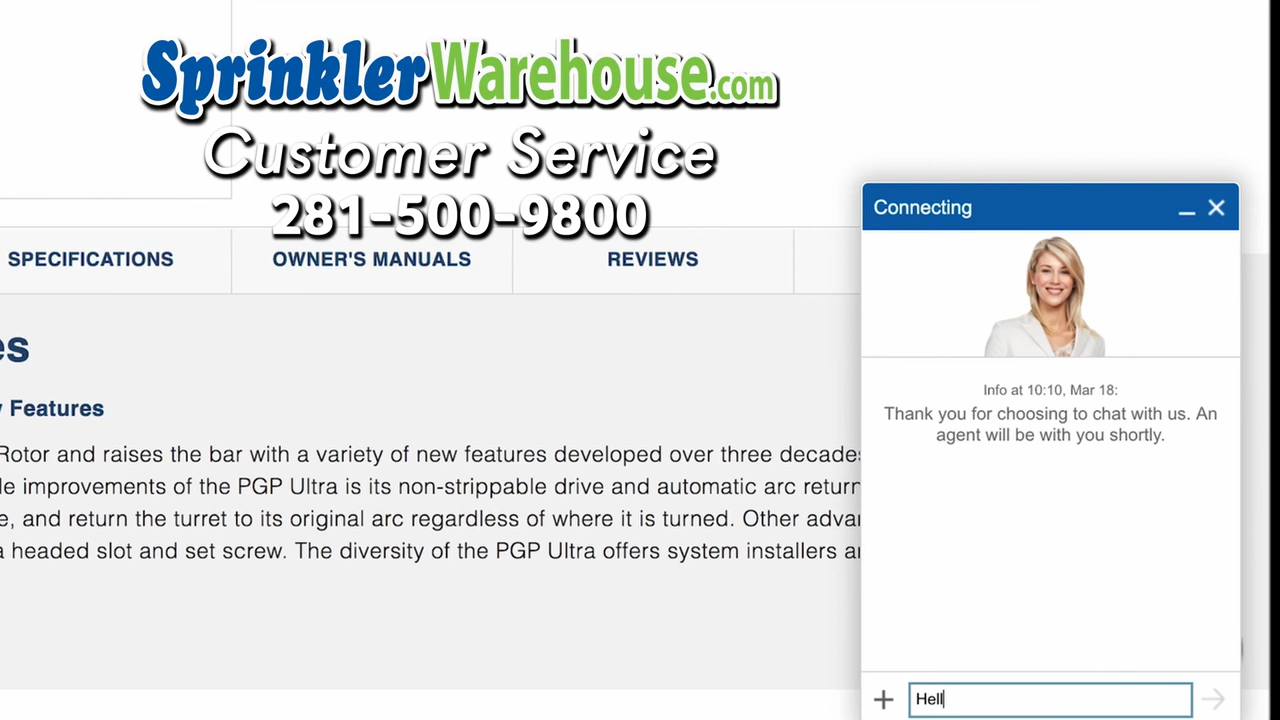 SprinklerWarehouse.com
Customer Service
281-500-9800
SPECIFICATIONS
OWNER'S MANUALS
REVIEWS
es
Features
Rotor and raises the bar with a variety of new features developed over three decades
le improvements of the PGP Ultra is its non-strippable drive and automatic arc return
e, and return the turret to its original arc regardless of where it is turned. Other adva
a headed slot and set screw. The diversity of the PGP Ultra offers system installers a
Connecting
Info at 10:10, Mar 18:
Thank you for choosing to chat with us. An
agent will be with you shortly.
Hell